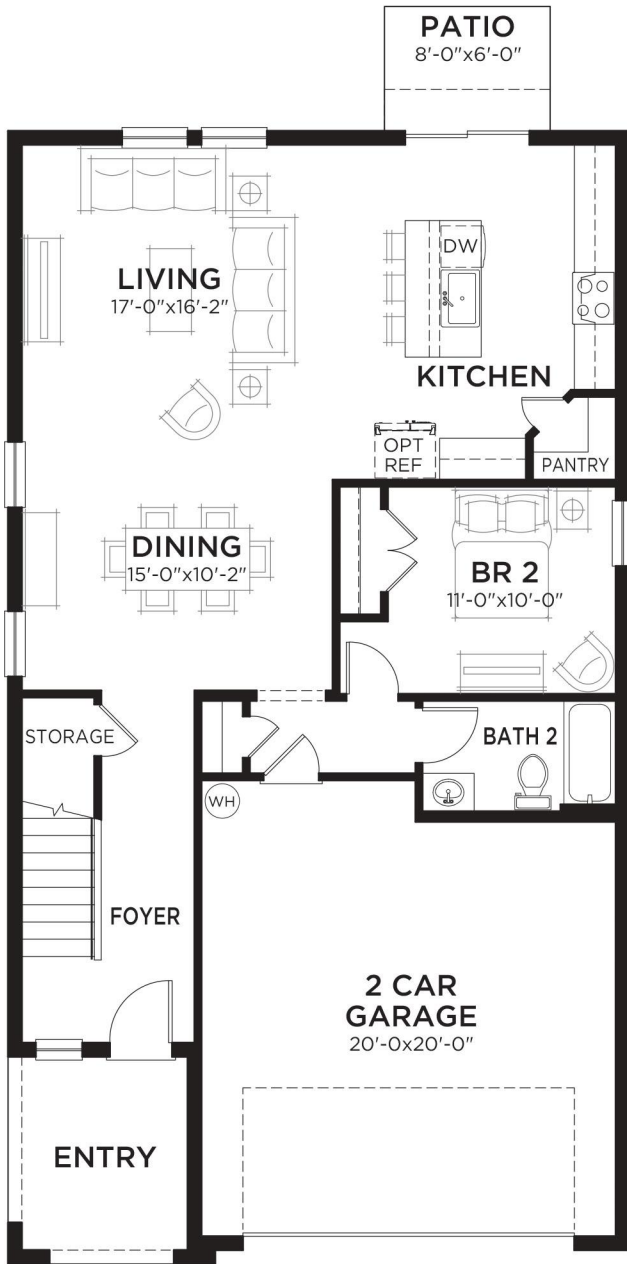 PATIO
8'-0"x6'-0"
LIVING
17'-0"x16'-2"
DW
KITCHEN
OPT
REF
PANTRY
DINING
15'-0"x10'-2"
BR 2
11'-0"x10'-0"
STORAGE
BATH 2
WH
FOYER
2 CAR
GARAGE
20'-0x20'-0"
ENTRY